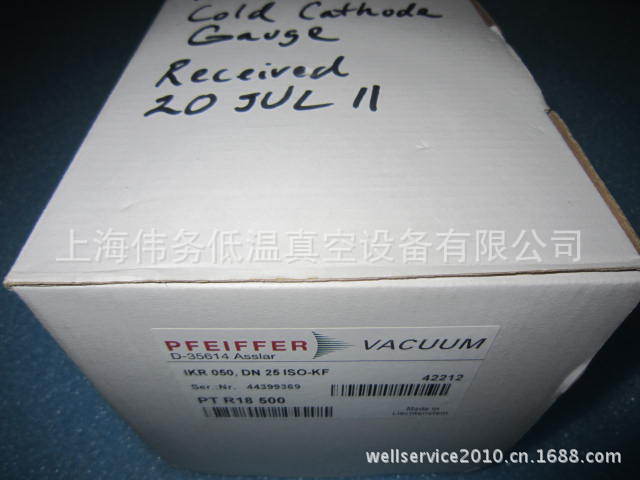 Cold Cathode
Gauge
Received
20 JUL 11
上海伟务低温真空设备有限公司
PFEIFFER VACUUM
D-35614 Asslar
IKR 050, DN 25 ISO-KF 42212
Ser.-Nr. 44399369
PT R18 500
Made in
Liechtenstein
wellservice2010.cn.1688.com